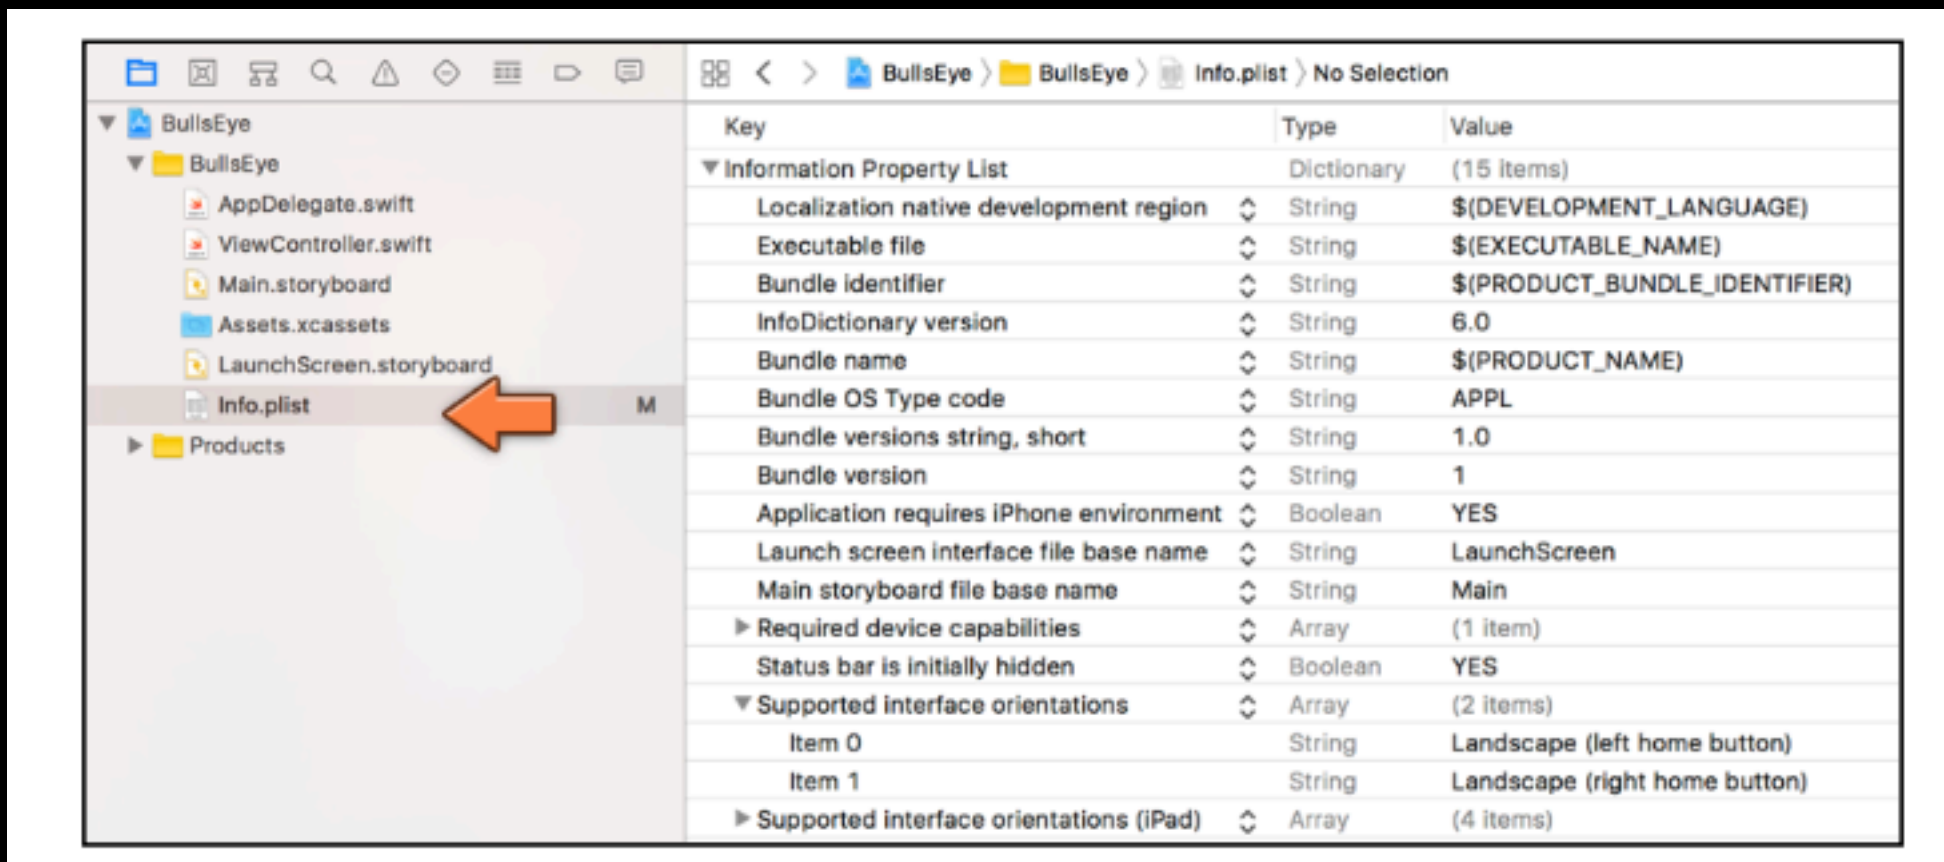 BullsEye BullsEye Info.plist No Selection
BullsEye
BullsEye
AppDelegate.swift
ViewController.swift
Main.storyboard
Assets.xcassets
LaunchScreen.storyboard
Info.plist M
Products
Key Type Value
Information Property List Dictionary (15 items)
Localization native development region String $(DEVELOPMENT_LANGUAGE)
Executable file String $(EXECUTABLE_NAME)
Bundle identifier String $(PRODUCT_BUNDLE_IDENTIFIER)
InfoDictionary version String 6.0
Bundle name String $(PRODUCT_NAME)
Bundle OS Type code String APPL
Bundle versions string, short String 1.0
Bundle version String 1
Application requires iPhone environment Boolean YES
Launch screen interface file base name String LaunchScreen
Main storyboard file base name String Main
Required device capabilities Array (1 item)
Status bar is initially hidden Boolean YES
Supported interface orientations Array (2 items)
Item 0 String Landscape (left home button)
Item 1 String Landscape (right home button)
Supported interface orientations (iPad) Array (4 items)